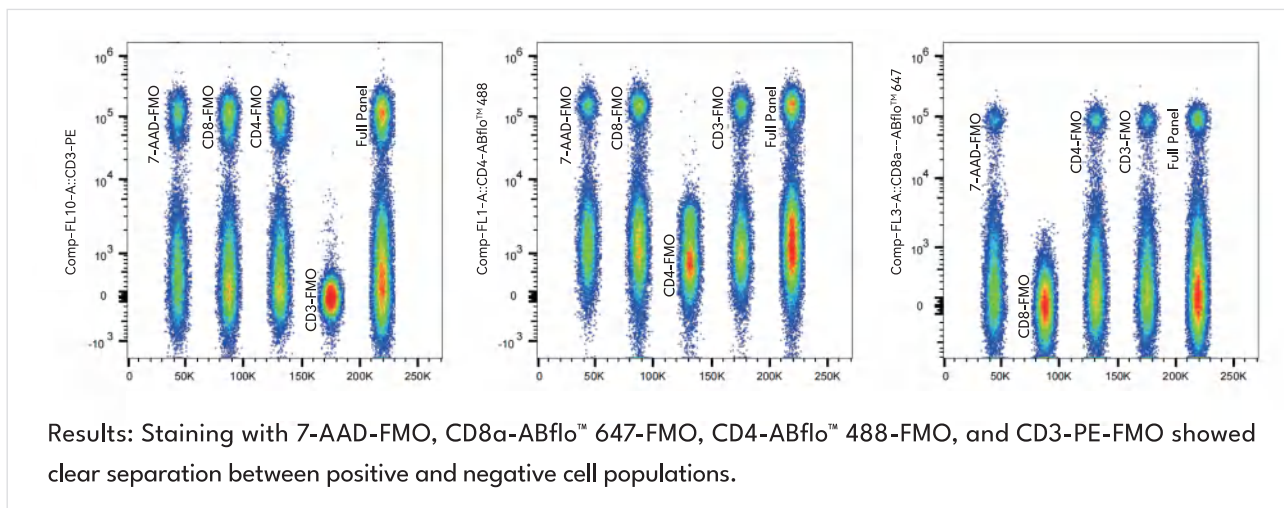 Comp-FL10-A::CD3-PE
10⁶
10⁵
10⁴
10³
0
-10³
7-AAD-FMO
CD8-FMO
CD4-FMO
CD3-FMO
Full Panel
0 50K 100K 150K 200K 250K
Comp-FL1-A::CD4-ABflo™ 488
10⁶
10⁵
10⁴
10³
0
-10³
7-AAD-FMO
CD8-FMO
CD4-FMO
CD3-FMO
Full Panel
0 50K 100K 150K 200K 250K
Comp-FL3-A::CD8a--ABflo™ 647
10⁶
10⁵
10⁴
10³
0
7-AAD-FMO
CD8-FMO
CD4-FMO
CD3-FMO
Full Panel
0 50K 100K 150K 200K 250K
Results: Staining with 7-AAD-FMO, CD8a-ABflo™ 647-FMO, CD4-ABflo™ 488-FMO, and CD3-PE-FMO showed
clear separation between positive and negative cell populations.